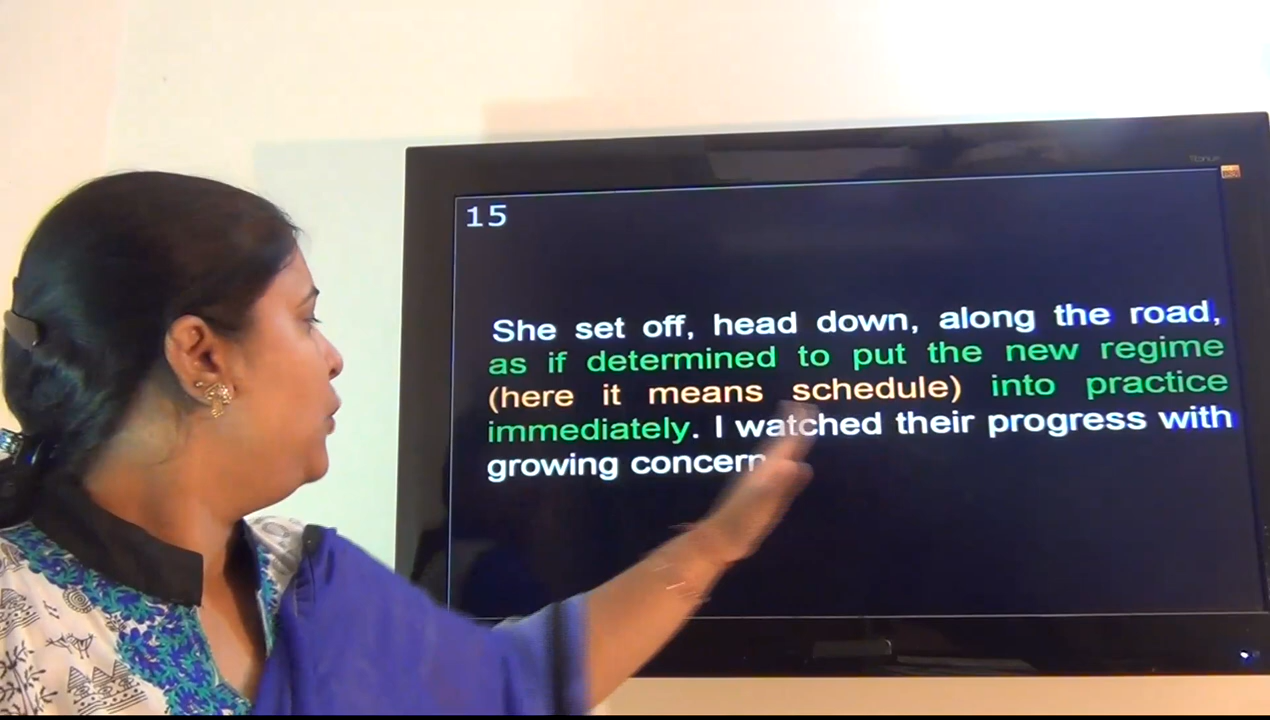 15
She set off, head down, along the road,
as if determined to put the new regime
(here it means schedule) into practice
immediately. I watched their progress with
growing concern